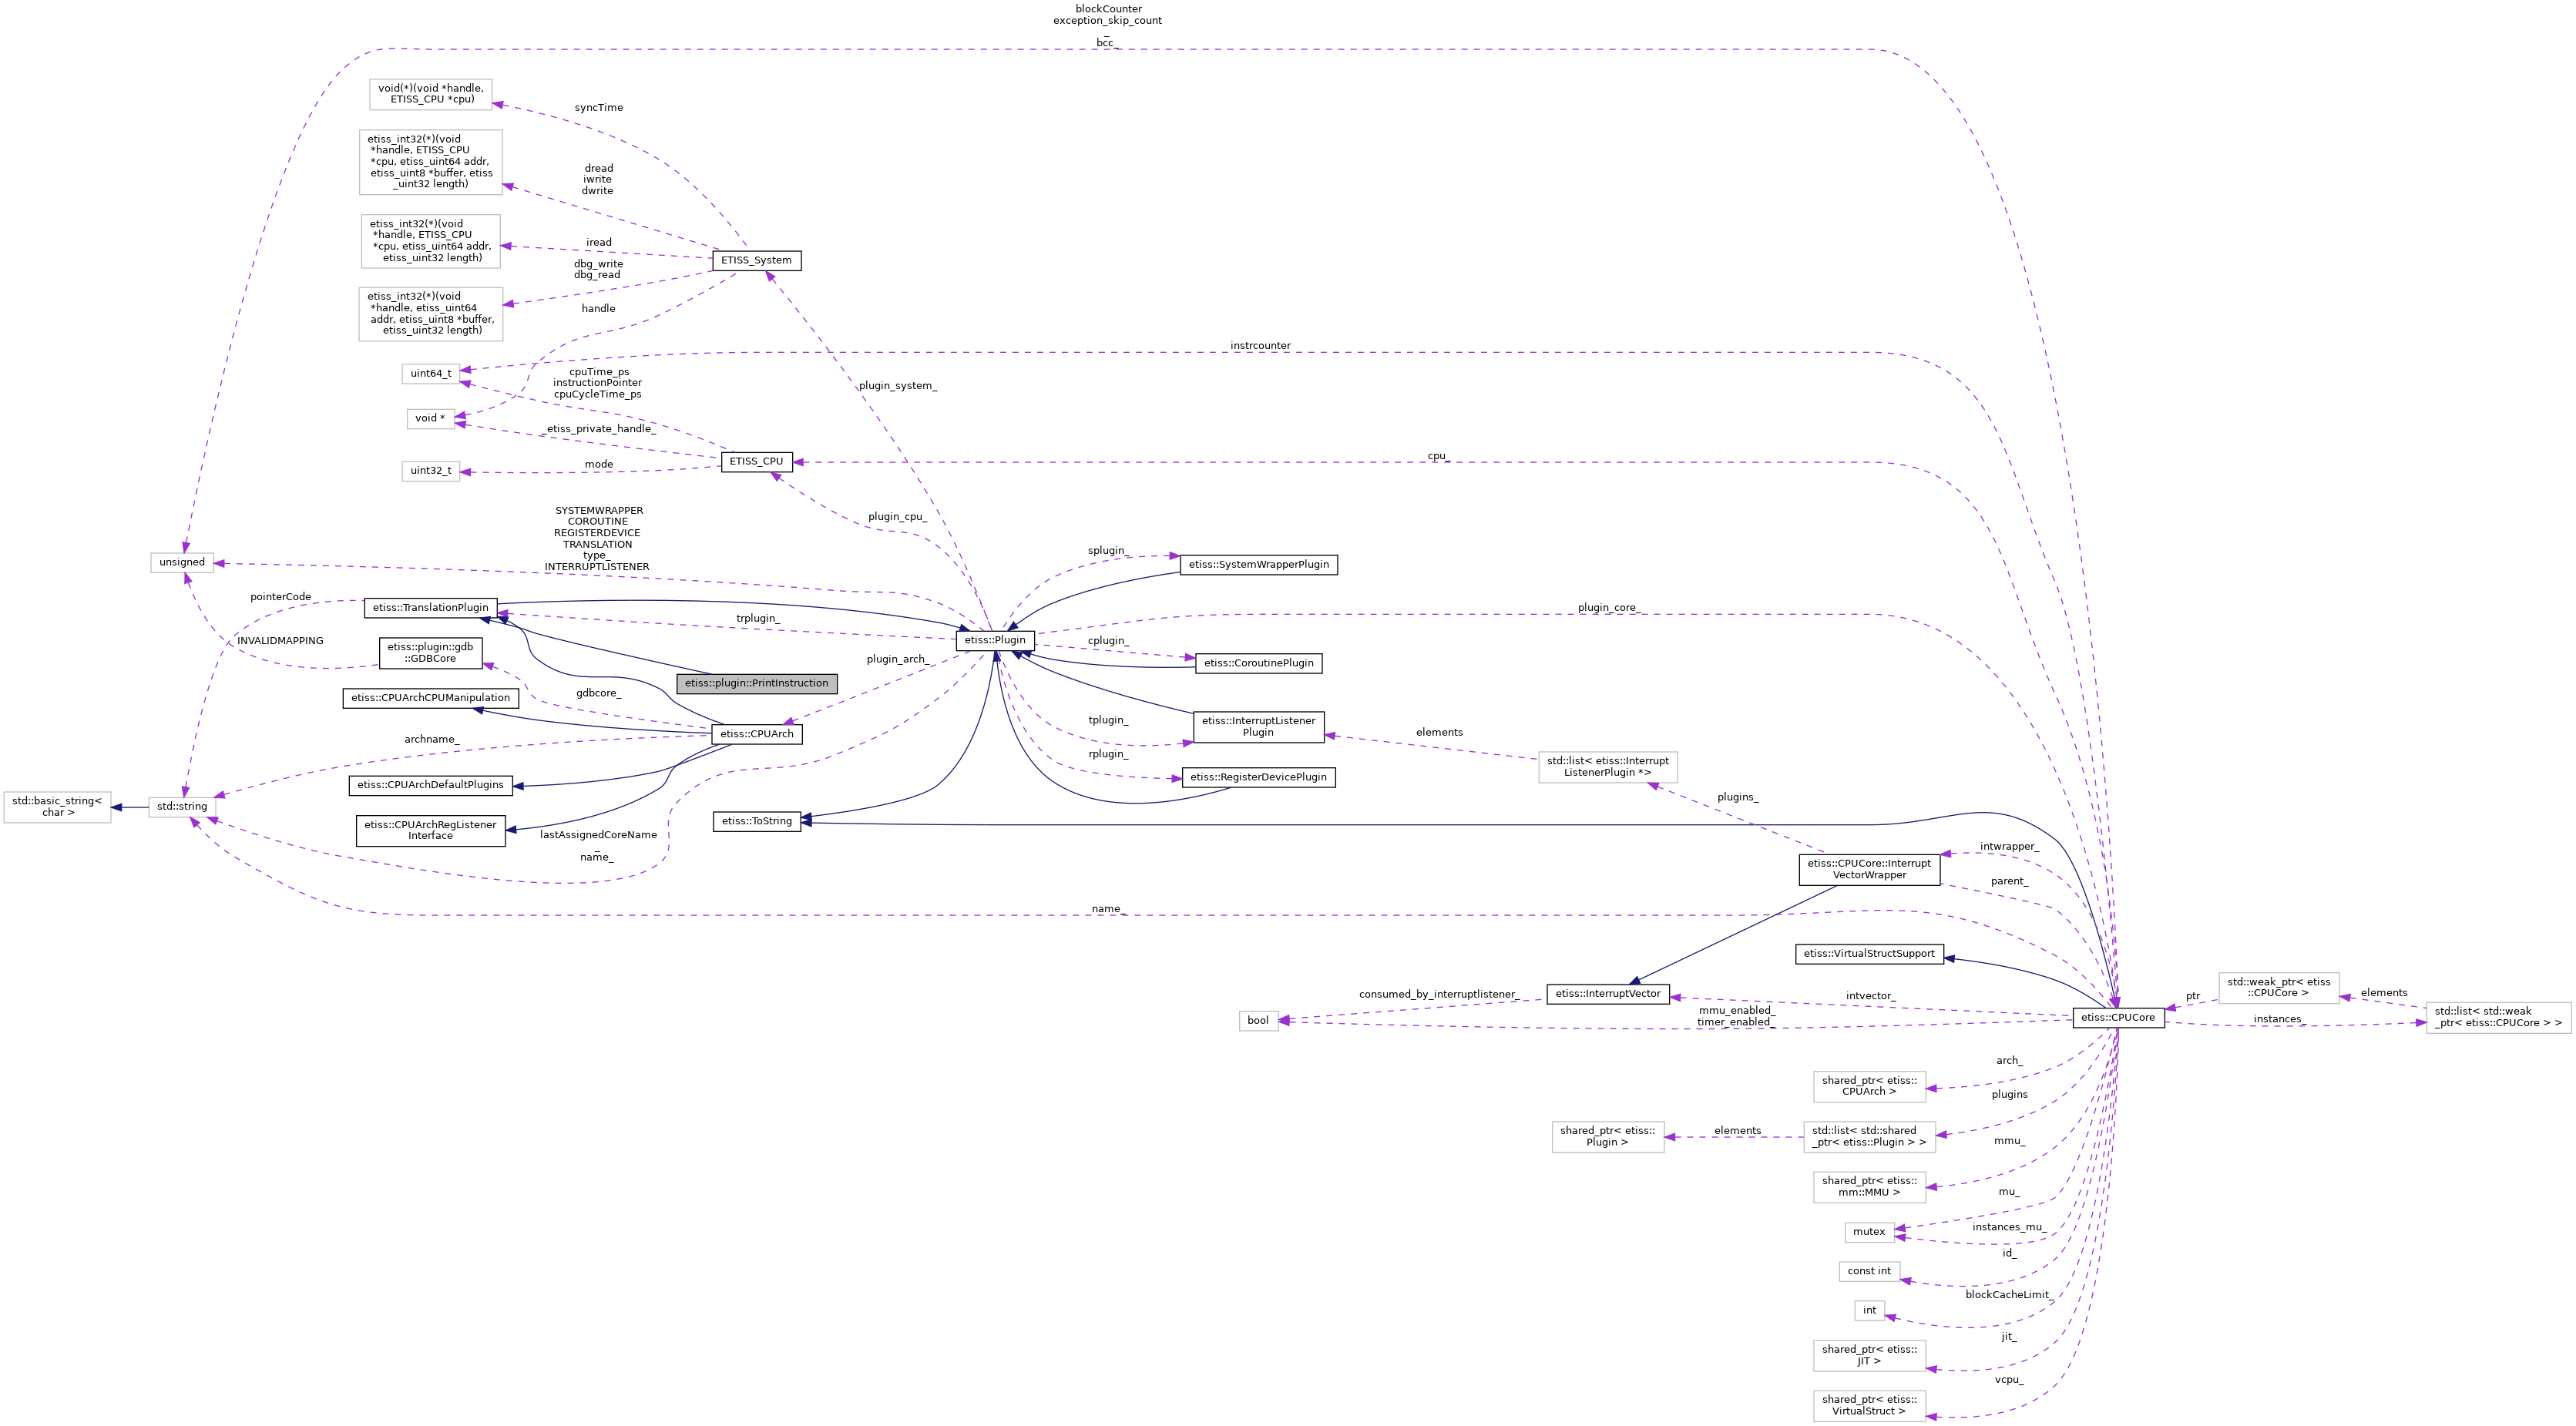 blockCounter
exception_skip_count
_
bcc_
void(*)(void *handle,
ETISS_CPU *cpu)
syncTime
etiss_int32(*)(void
*handle, ETISS_CPU
*cpu, etiss_uint64 addr,
etiss_uint8 *buffer, etiss
_uint32 length)
dread
iwrite
dwrite
etiss_int32(*)(void
*handle, ETISS_CPU
*cpu, etiss_uint64 addr,
etiss_uint32 length)
iread
ETISS_System
dbg_write
dbg_read
etiss_int32(*)(void
*handle, etiss_uint64
addr, etiss_uint8 *buffer,
etiss_uint32 length)
handle
instrcounter
uint64_t
cpuTime_ps
instructionPointer
cpuCycleTime_ps
plugin_system_
void *
_etiss_private_handle_
ETISS_CPU
cpu_
uint32_t
mode
plugin_cpu_
SYSTEMWRAPPER
COROUTINE
REGISTERDEVICE
TRANSLATION
type_
INTERRUPTLISTENER
unsigned
splugin_
etiss::SystemWrapperPlugin
pointerCode
etiss::TranslationPlugin
trplugin_
plugin_core_
INVALIDMAPPING
etiss::plugin::gdb
::GDBCore
etiss::Plugin
cplugin_
etiss::CoroutinePlugin
plugin_arch_
etiss::plugin::PrintInstruction
gdbcore_
etiss::CPUArchCPUManipulation
etiss::CPUArch
archname_
tplugin_
etiss::InterruptListener
Plugin
elements
std::list< etiss::Interrupt
ListenerPlugin *>
rplugin_
etiss::RegisterDevicePlugin
etiss::CPUArchDefaultPlugins
plugins_
std::basic_string<
char >
std::string
etiss::CPUArchRegListener
Interface
lastAssignedCoreName
_
name_
etiss::ToString
intwrapper_
etiss::CPUCore::Interrupt
VectorWrapper
parent_
name_
etiss::VirtualStructSupport
consumed_by_interruptlistener_
etiss::InterruptVector
intvector_
bool
mmu_enabled_
timer_enabled_
etiss::CPUCore
ptr
std::weak_ptr< etiss
::CPUCore >
elements
instances_
std::list< std::weak
_ptr< etiss::CPUCore > >
arch_
shared_ptr< etiss::
CPUArch >
plugins
shared_ptr< etiss::
Plugin >
elements
std::list< std::shared
_ptr< etiss::Plugin > >
mmu_
shared_ptr< etiss::
mm::MMU >
mu_
mutex
instances_mu_
id_
const int
blockCacheLimit_
int
jit_
shared_ptr< etiss::
JIT >
vcpu_
shared_ptr< etiss::
VirtualStruct >